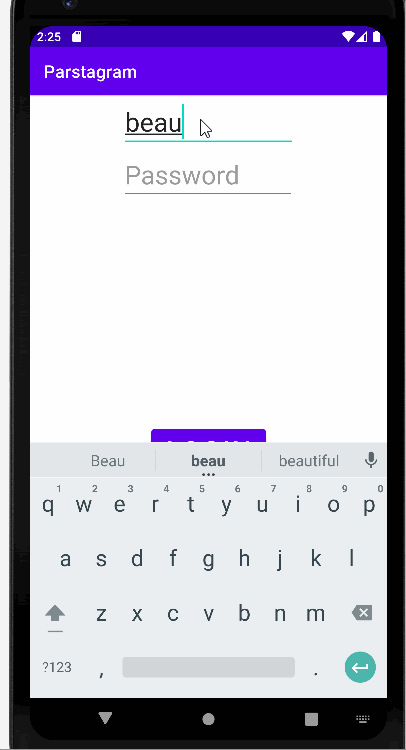 2:25
Parstagram
beau
Password
Beau beau beautiful
1 2 3 4 5 6 7 8 9 0
q w e r t y u i o p
a s d f g h j k l
z x c v b n m
?123 , .